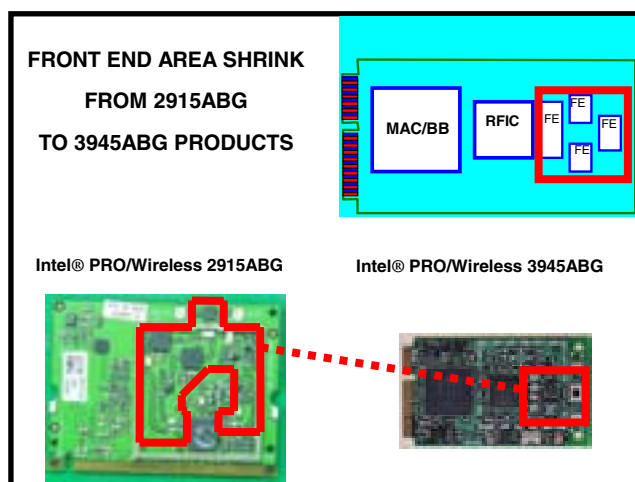 FRONT END AREA SHRINK
FROM 2915ABG
TO 3945ABG PRODUCTS
MAC/BB
RFIC
FE
FE
FE
FE
Intel® PRO/Wireless 2915ABG
Intel® PRO/Wireless 3945ABG